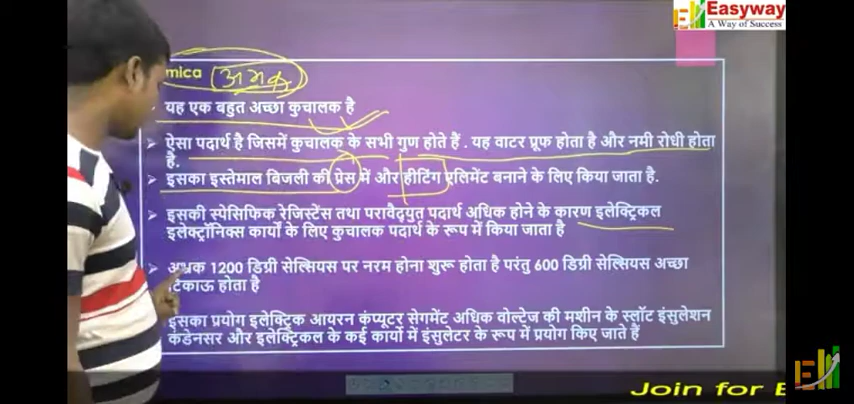 Easyway
A Way of Success
mica अभ्रक
यह एक बहुत अच्छा कुचालक है
ऐसा पदार्थ है जिसमें कुचालक के सभी गुण होते हैं . यह वाटर प्रूफ होता है और नमी रोधी होता
है.
इसका इस्तेमाल बिजली की प्रेस में और हीटिंग एलिमेंट बनाने के लिए किया जाता है.
इसकी स्पेसिफिक रेजिस्टेंस तथा परावैद्युत पदार्थ अधिक होने के कारण इलेक्ट्रिकल
इलेक्ट्रॉनिक्स कार्यों के लिए कुचालक पदार्थ के रूप में किया जाता है
अभ्रक 1200 डिग्री सेल्सियस पर नरम होना शुरू होता है परंतु 600 डिग्री सेल्सियस अच्छा
टिकाऊ होता है
इसका प्रयोग इलेक्ट्रिक आयरन कंप्यूटर सेगमेंट अधिक वोल्टेज की मशीन के स्लॉट इंसुलेशन
कंडेनसर और इलेक्ट्रिकल के कई कार्यो में इंसुलेटर के रूप में प्रयोग किए जाते हैं
Join for E